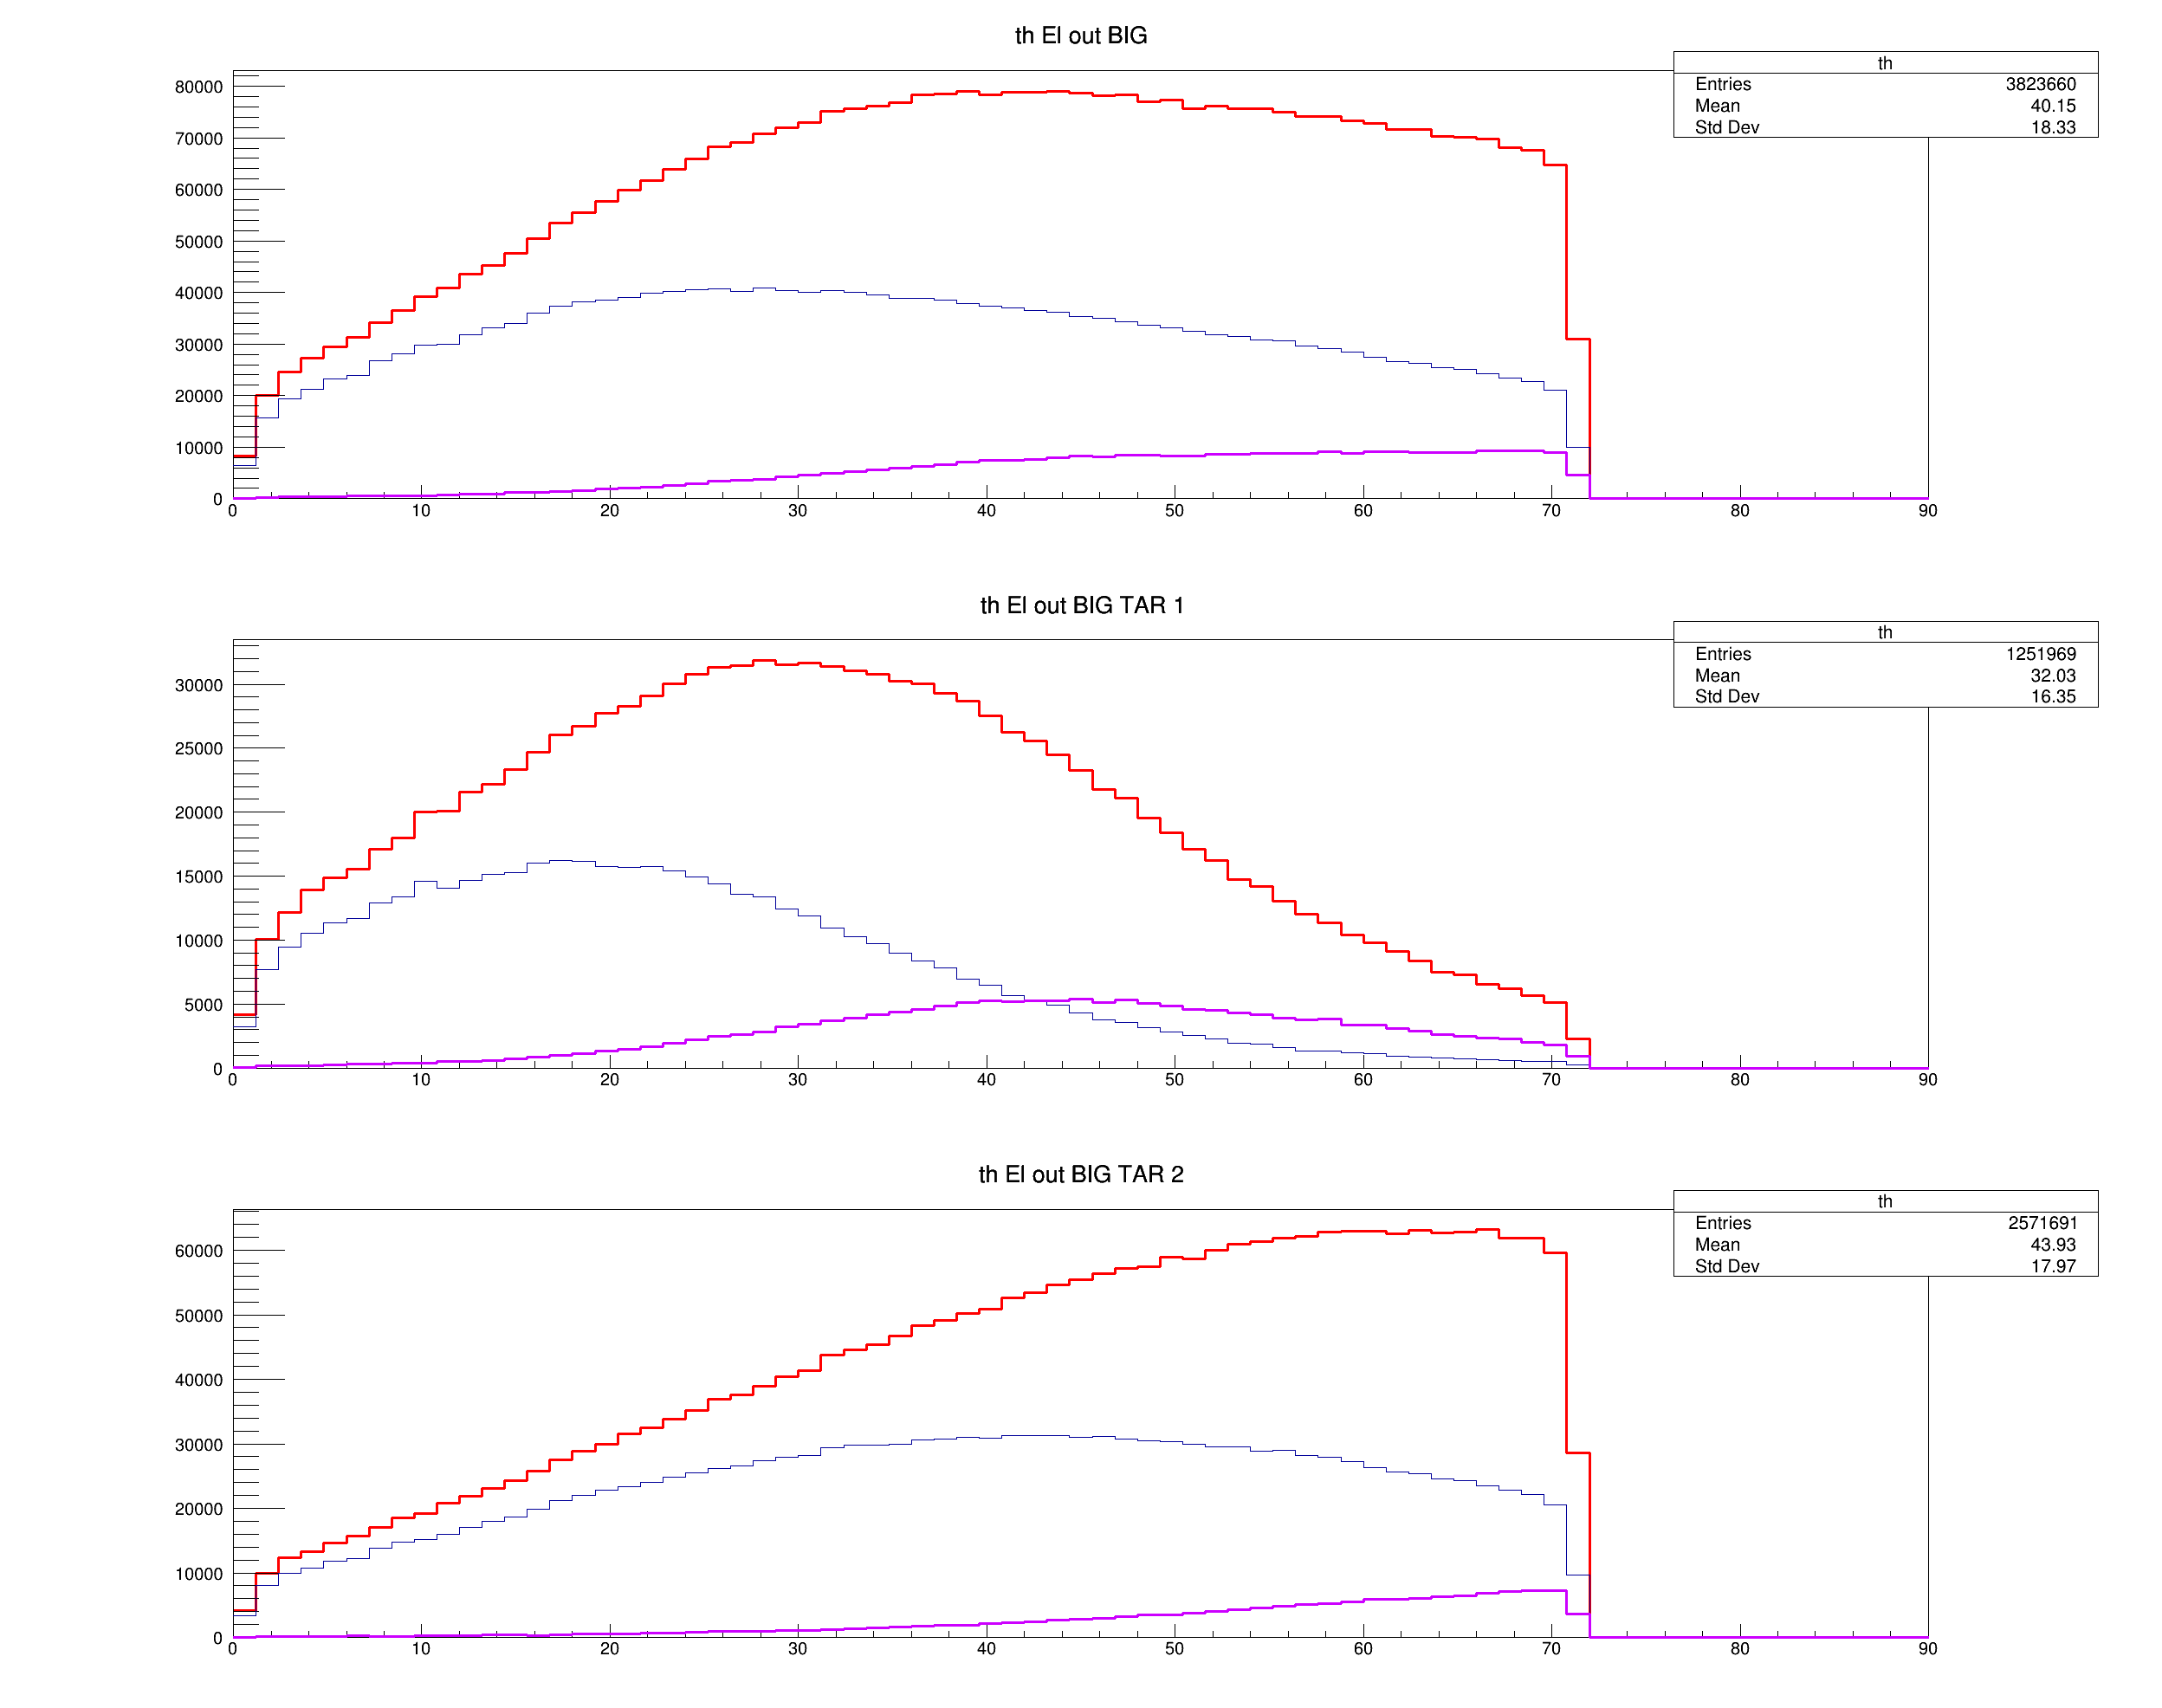 th El out BIG
th
Entries 3823660
Mean 40.15
Std Dev 18.33
80000
70000
60000
50000
40000
30000
20000
10000
0
0 10 20 30 40 50 60 70 80 90
th El out BIG TAR 1
th
Entries 1251969
Mean 32.03
Std Dev 16.35
30000
25000
20000
15000
10000
5000
0
0 10 20 30 40 50 60 70 80 90
th El out BIG TAR 2
th
Entries 2571691
Mean 43.93
Std Dev 17.97
60000
50000
40000
30000
20000
10000
0
0 10 20 30 40 50 60 70 80 90